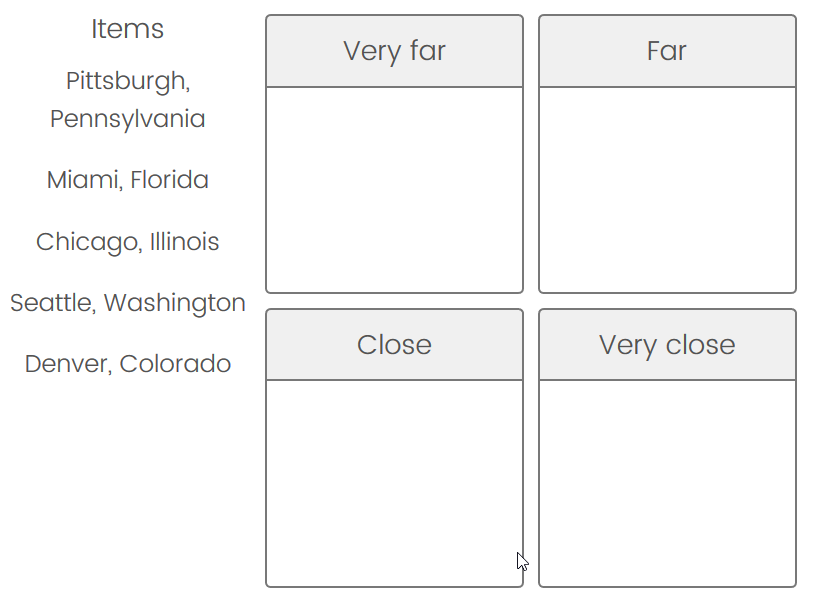 Items
Pittsburgh,
Pennsylvania
Miami, Florida
Chicago, Illinois
Seattle, Washington
Denver, Colorado
Very far
Far
Close
Very close